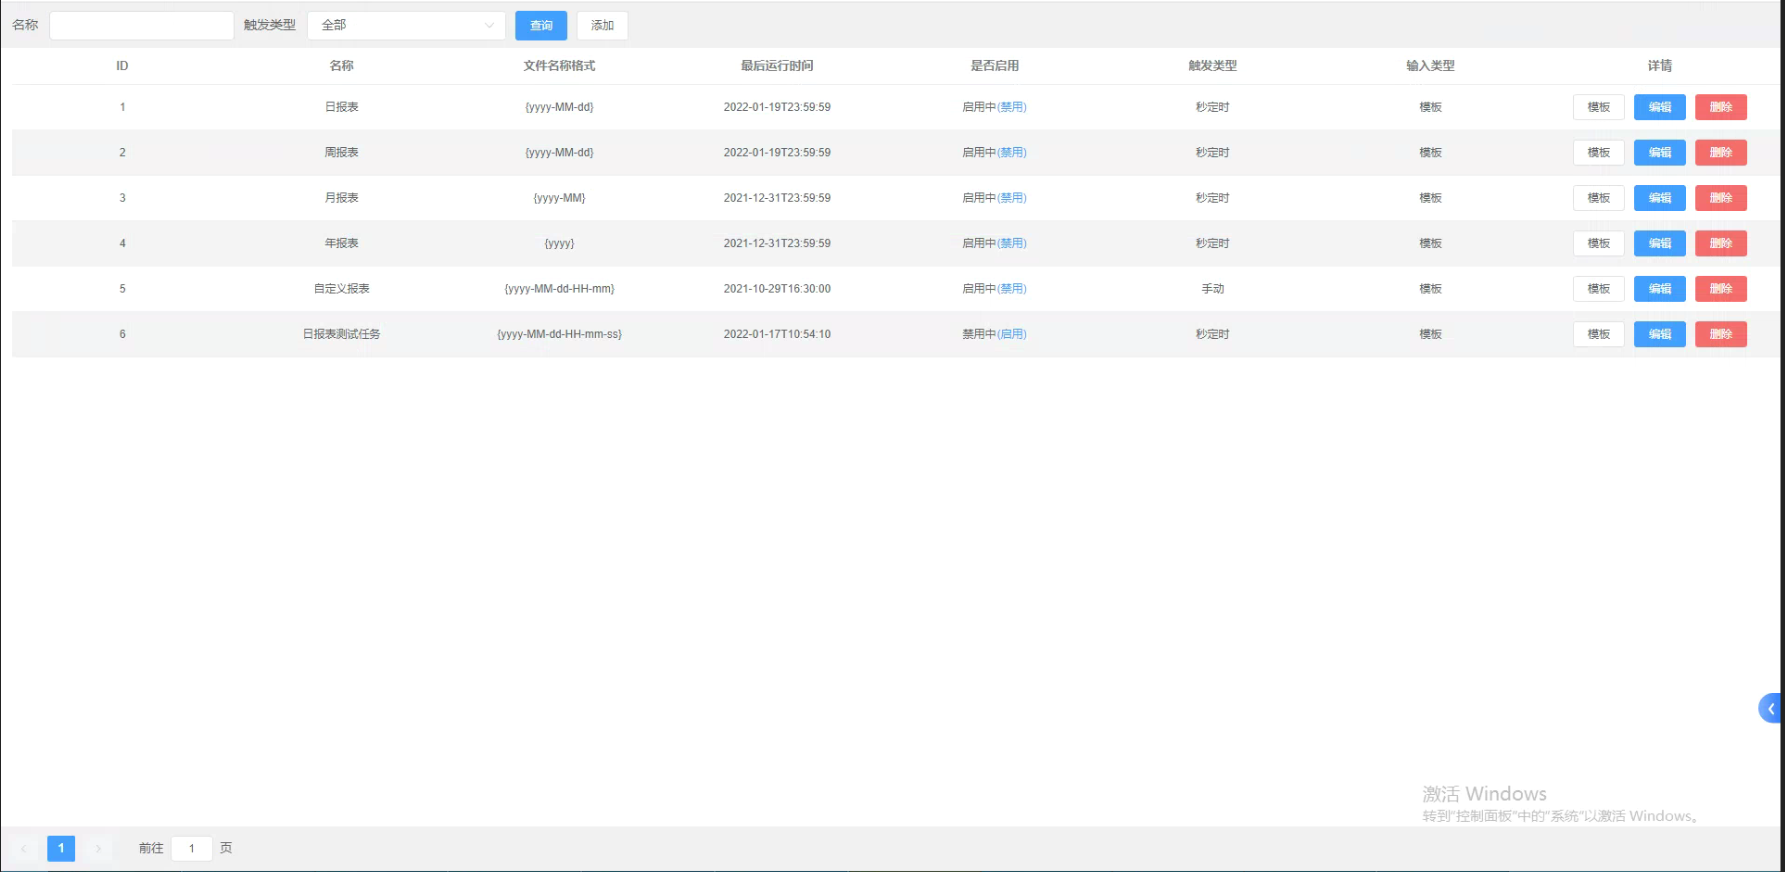 名称 触发类型 全部 查询 添加
ID 名称 文件名称格式 最后运行时间 是否启用 触发类型 输入类型 详情
1 日报表 {yyyy-MM-dd} 2022-01-19T23:59:59 启用中(禁用) 秒定时 模板 模板 编辑 删除
2 周报表 {yyyy-MM-dd} 2022-01-19T23:59:59 启用中(禁用) 秒定时 模板 模板 编辑 删除
3 月报表 {yyyy-MM} 2021-12-31T23:59:59 启用中(禁用) 秒定时 模板 模板 编辑 删除
4 年报表 {yyyy} 2021-12-31T23:59:59 启用中(禁用) 秒定时 模板 模板 编辑 删除
5 自定义报表 {yyyy-MM-dd-HH-mm} 2021-10-29T16:30:00 启用中(禁用) 手动 模板 模板 编辑 删除
6 日报表测试任务 {yyyy-MM-dd-HH-mm-ss} 2022-01-17T10:54:10 禁用中(启用) 秒定时 模板 模板 编辑 删除
激活 Windows
转到"控制面板"中的"系统"以激活 Windows。
1 前往 1 页